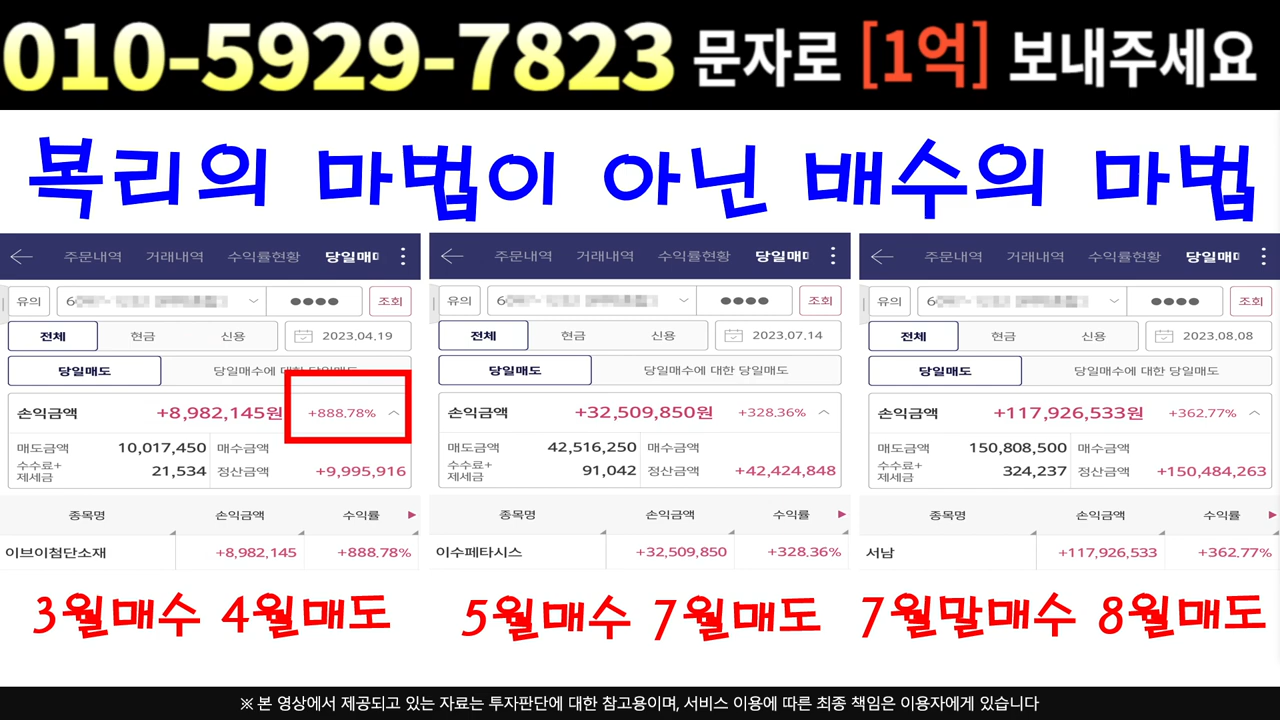 010-5929-7823 문자로 [1억] 보내주세요
복리의 마법이 아닌 배수의 마법
주문내역 거래내역 수익률현황 당일매
유의
조회
전체 현금 신용 2023.04.19
당일매도 당일매수에 대한 당일매도
손익금액 +8,982,145원 +888.78%
매도금액 10,017,450 매수금액
수수료+
제세금 21,534 정산금액 +9,995,916
종목명 손익금액 수익률
이브이첨단소재 +8,982,145 +888.78%
3월매수 4월매도
주문내역 거래내역 수익률현황 당일매
유의
조회
전체 현금 신용 2023.07.14
당일매도 당일매수에 대한 당일매도
손익금액 +32,509,850원 +328.36%
매도금액 42,516,250 매수금액
수수료+
제세금 91,042 정산금액 +42,424,848
종목명 손익금액 수익률
이수페타시스 +32,509,850 +328.36%
5월매수 7월매도
주문내역 거래내역 수익률현황 당일매
유의
조회
전체 현금 신용 2023.08.08
당일매도 당일매수에 대한 당일매도
손익금액 +117,926,533원 +362.77%
매도금액 150,808,500 매수금액
수수료+
제세금 324,237 정산금액 +150,484,263
종목명 손익금액 수익률
서남 +117,926,533 +362.77%
7월말매수 8월매도
※ 본 영상에서 제공되고 있는 자료는 투자판단에 대한 참고용이며, 서비스 이용에 따른 최종 책임은 이용자에게 있습니다